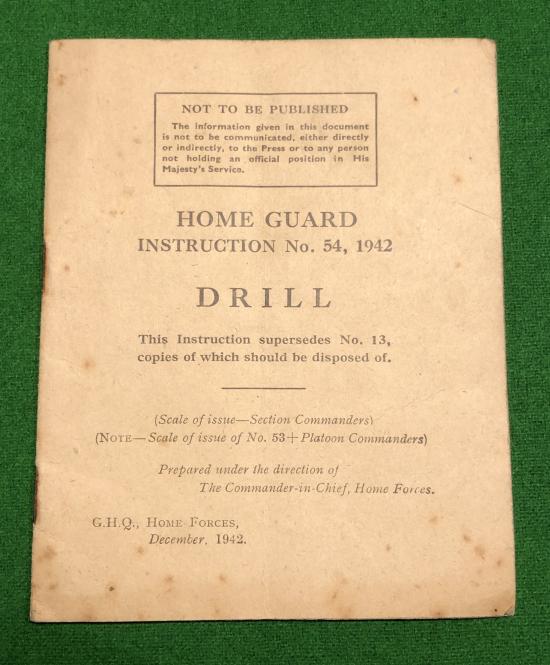 NOT TO BE PUBLISHED
The information given in this document
is not to be communicated, either directly
or indirectly, to the Press or to any person
not holding an official position in His
Majesty's Service.
HOME GUARD
INSTRUCTION No. 54, 1942
DRILL
This Instruction supersedes No. 13,
copies of which should be disposed of.
(Scale of issue—Section Commanders)
(NOTE—Scale of issue of No. 53+Platoon Commanders)
Prepared under the direction of
The Commander-in-Chief, Home Forces.
G.H.Q., HOME FORCES,
December, 1942.